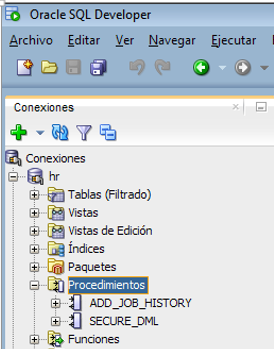 Oracle SQL Developer
Archivo Editar Ver Navegar Ejecutar
Conexiones
Conexiones
hr
Tablas (Filtrado)
Vistas
Vistas de Edición
Índices
Paquetes
Procedimientos
ADD_JOB_HISTORY
SECURE_DML
Funciones